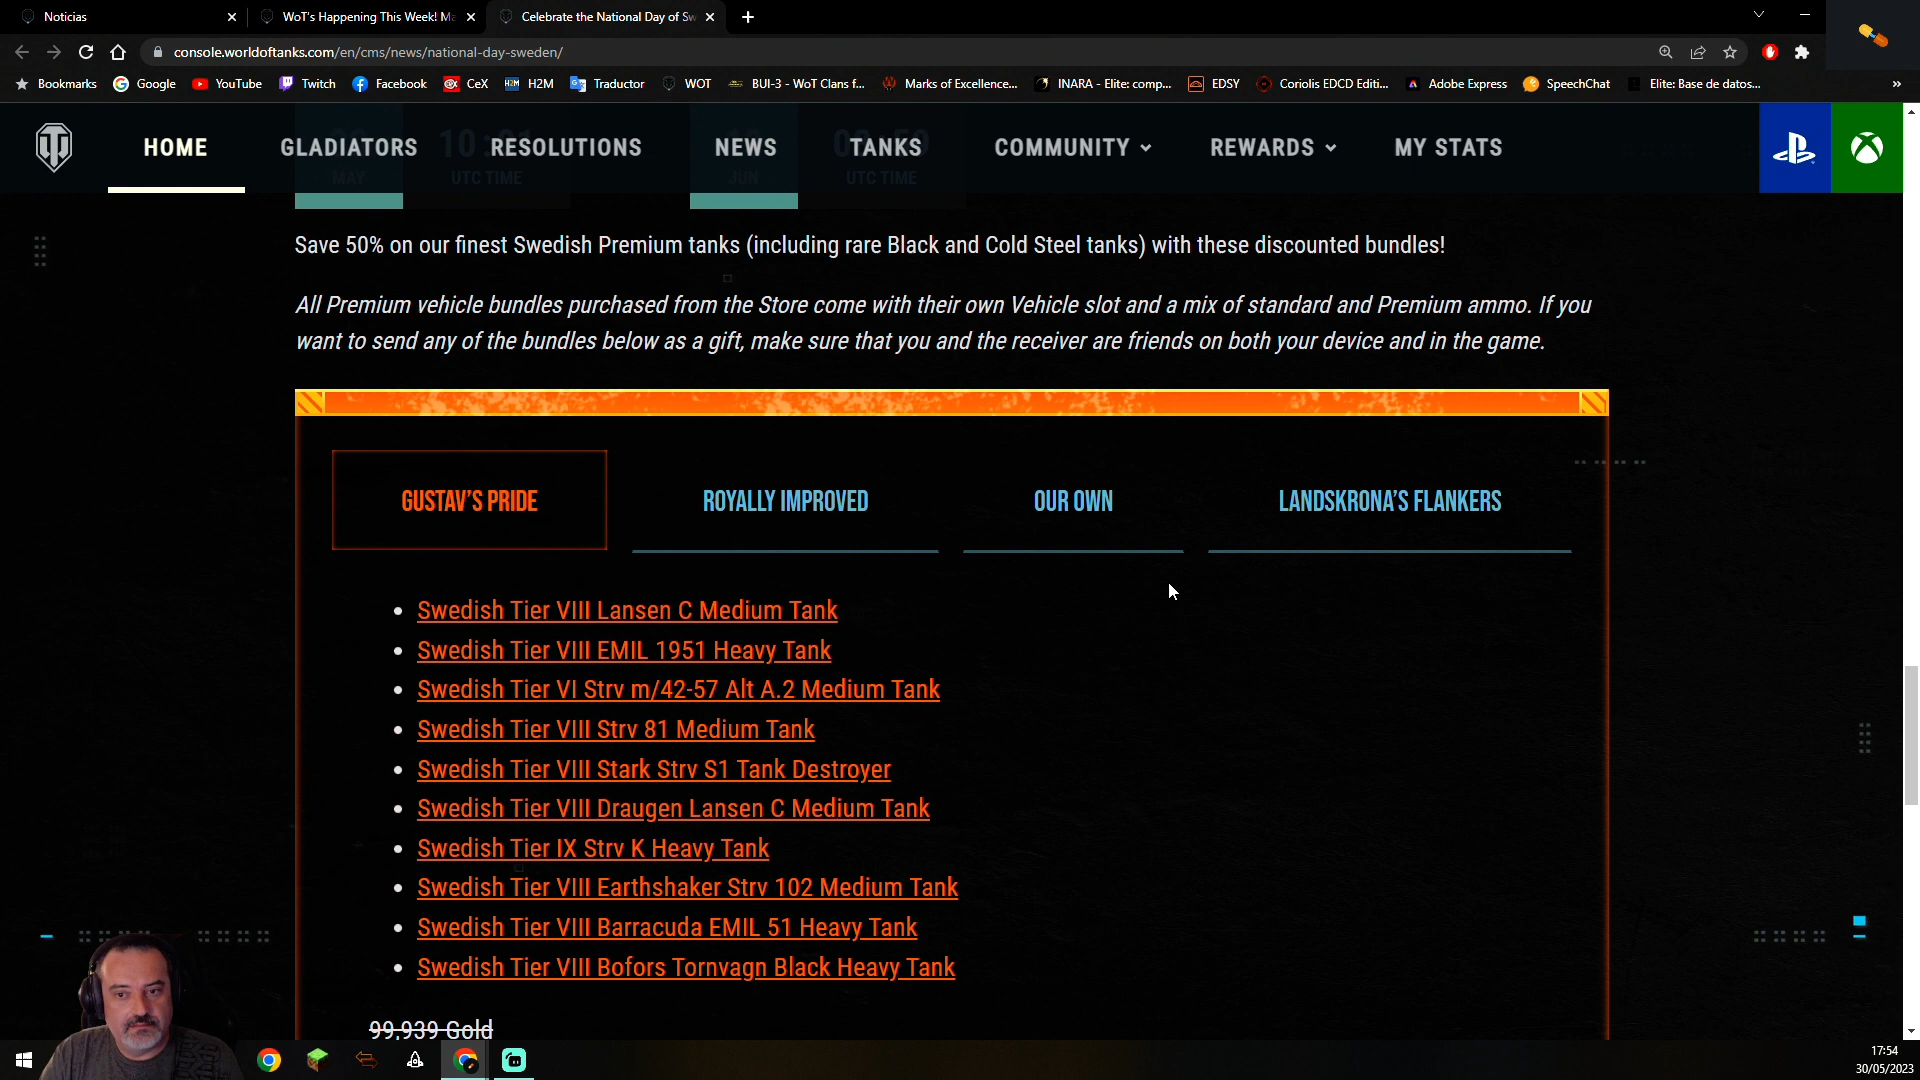 Noticias
WoT's Happening This Week! Ma
Celebrate the National Day of Sw
console.worldoftanks.com/en/cms/news/national-day-sweden/
Bookmarks Google YouTube Twitch Facebook CeX H2M Traductor WOT BUI-3 - WoT Clans f... Marks of Excellence... INARA - Elite: comp... EDSY Coriolis EDCD Editi... Adobe Express SpeechChat Elite: Base de datos... »
HOME GLADIATORS RESOLUTIONS NEWS TANKS COMMUNITY REWARDS MY STATS
MAY UTC TIME JUN UTC TIME
Save 50% on our finest Swedish Premium tanks (including rare Black and Cold Steel tanks) with these discounted bundles!
All Premium vehicle bundles purchased from the Store come with their own Vehicle slot and a mix of standard and Premium ammo. If you
want to send any of the bundles below as a gift, make sure that you and the receiver are friends on both your device and in the game.
GUSTAV'S PRIDE ROYALLY IMPROVED OUR OWN LANDSKRONA'S FLANKERS
Swedish Tier VIII Lansen C Medium Tank
Swedish Tier VIII EMIL 1951 Heavy Tank
Swedish Tier VI Strv m/42-57 Alt A.2 Medium Tank
Swedish Tier VIII Strv 81 Medium Tank
Swedish Tier VIII Stark Strv S1 Tank Destroyer
Swedish Tier VIII Draugen Lansen C Medium Tank
Swedish Tier IX Strv K Heavy Tank
Swedish Tier VIII Earthshaker Strv 102 Medium Tank
Swedish Tier VIII Barracuda EMIL 51 Heavy Tank
Swedish Tier VIII Bofors Tornvagn Black Heavy Tank
99,939 Gold
17:54
30/05/2023